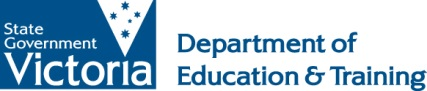 State
Government
Victoria
Department of
Education & Training